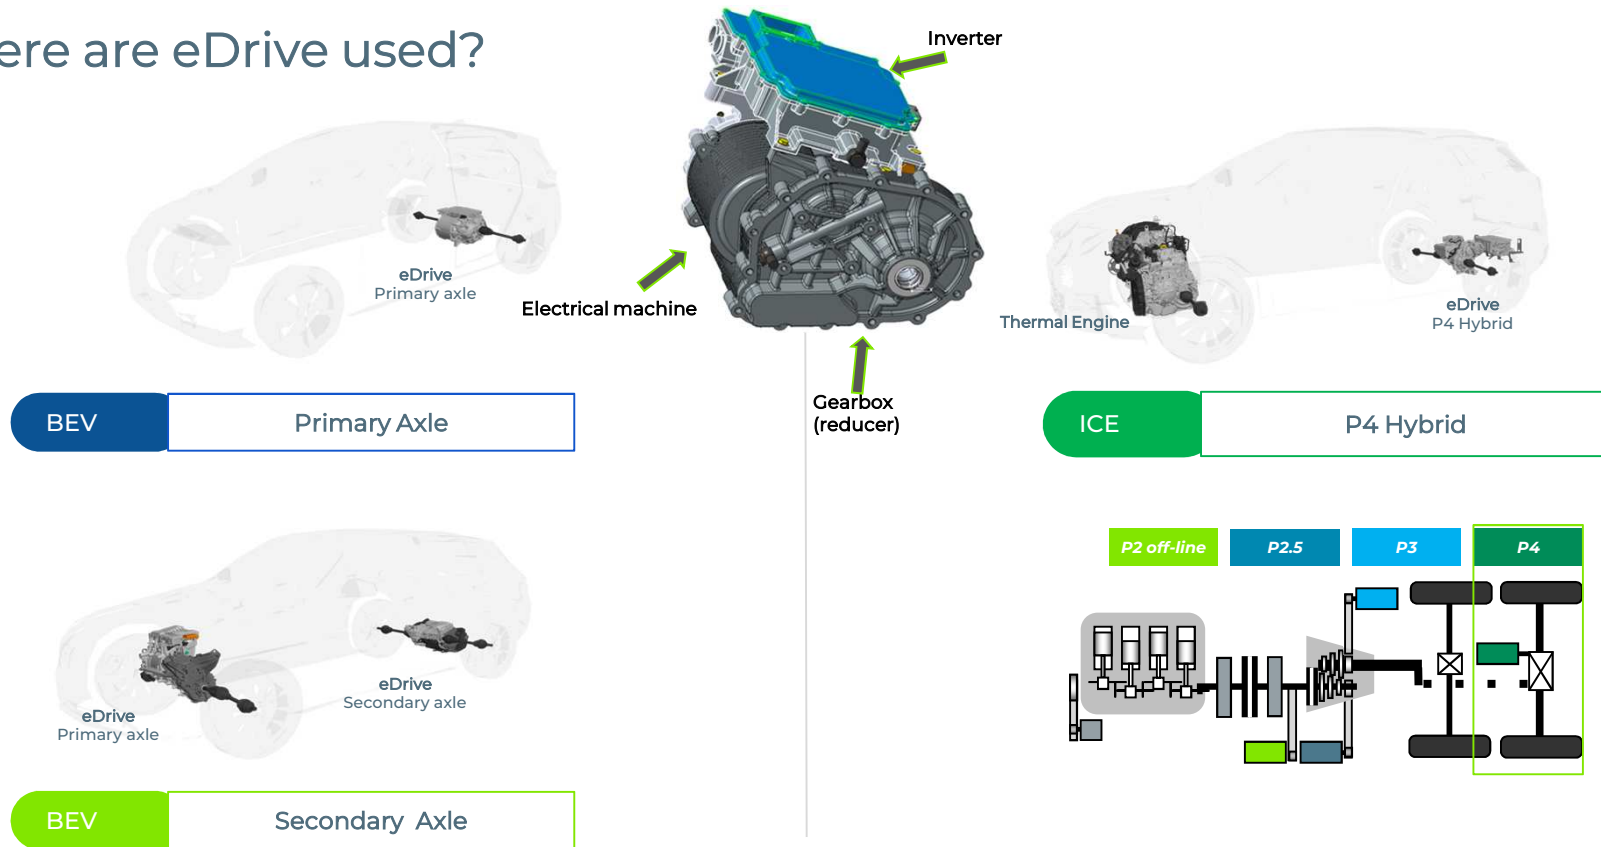 ere are eDrive used?
Inverter
Electrical machine
Gearbox
(reducer)
eDrive
Primary axle
BEV
Primary Axle
eDrive
Primary axle
eDrive
Secondary axle
BEV
Secondary Axle
Thermal Engine
eDrive
P4 Hybrid
ICE
P4 Hybrid
P2 off-line
P2.5
P3
P4